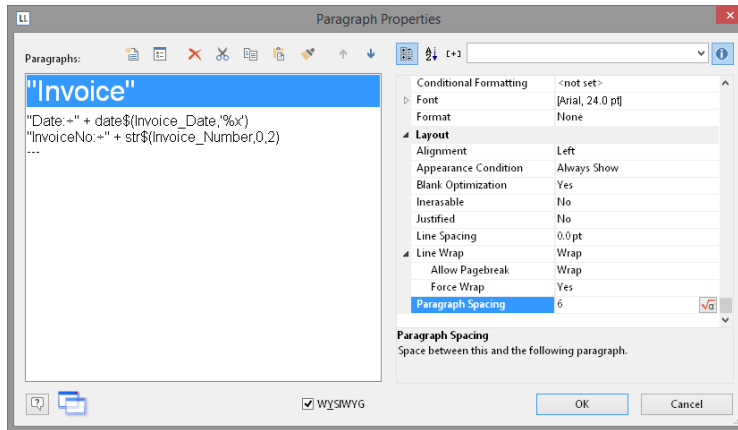 LL
Paragraph Properties
Paragraphs:
[+]
"Invoice"
"Date:÷" + date$(Invoice_Date,'%x')
"InvoiceNo:÷" + str$(Invoice_Number,0,2)
---
Conditional Formatting <not set>
Font [Arial, 24.0 pt]
Format None
Layout
Alignment Left
Appearance Condition Always Show
Blank Optimization Yes
Inerasable No
Justified No
Line Spacing 0.0 pt
Line Wrap Wrap
Allow Pagebreak Wrap
Force Wrap Yes
Paragraph Spacing 6
Paragraph Spacing
Space between this and the following paragraph.
WYSIWYG
OK
Cancel